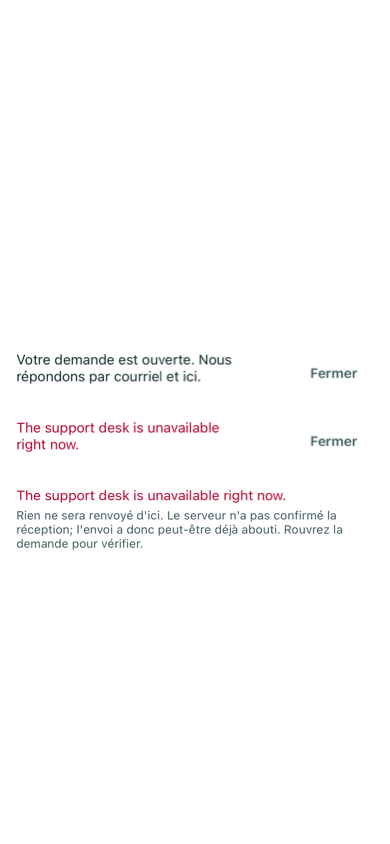 Votre demande est ouverte. Nous
répondons par courriel et ici.
Fermer
The support desk is unavailable
right now.
Fermer
The support desk is unavailable right now.
Rien ne sera renvoyé d'ici. Le serveur n'a pas confirmé la
réception; l'envoi a donc peut-être déjà abouti. Rouvrez la
demande pour vérifier.